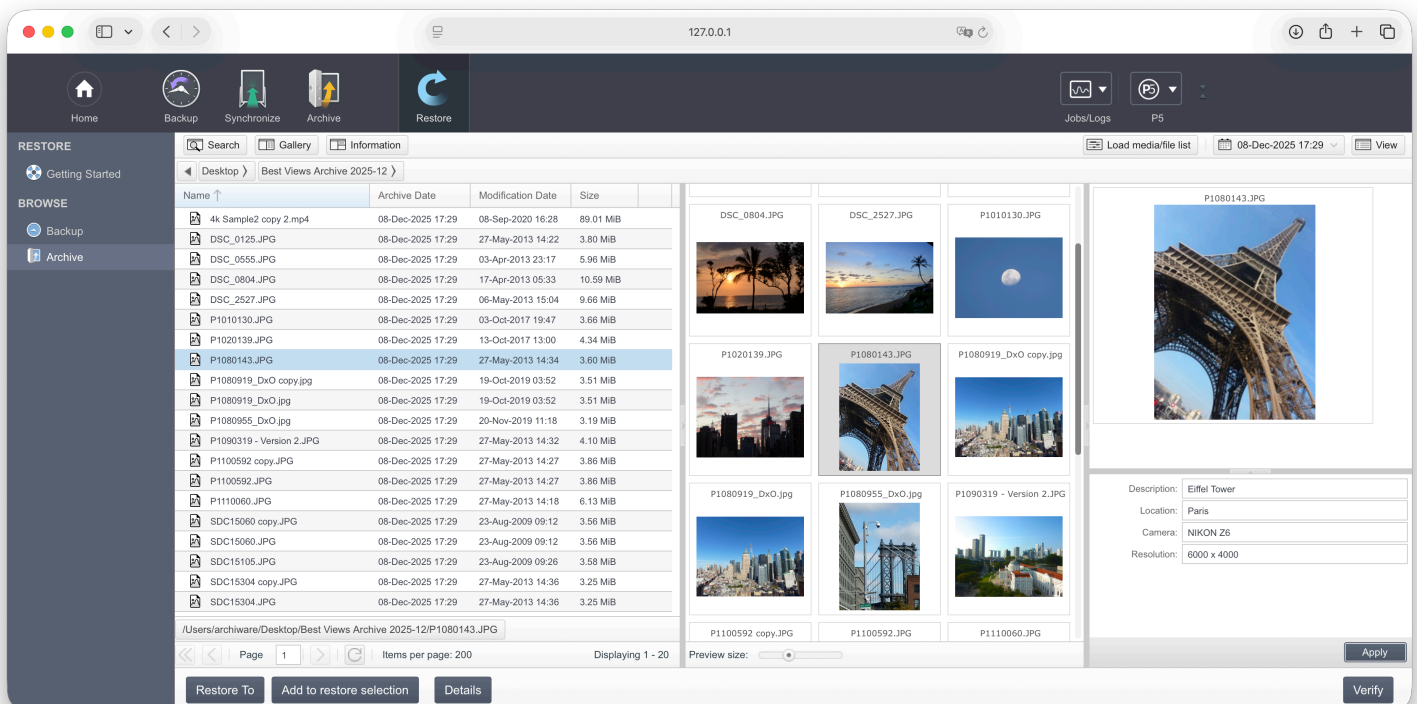 127.0.0.1
Home
Backup
Synchronize
Archive
Restore
Jobs/Logs
P5
P5
RESTORE
Getting Started
BROWSE
Backup
Archive
Search
Gallery
Information
Load media/file list
08-Dec-2025 17:29
View
Desktop
Best Views Archive 2025-12
Name Archive Date Modification Date Size
4k Sample2 copy 2.mp4 08-Dec-2025 17:29 08-Sep-2020 16:28 89.01 MiB
DSC_0125.JPG 08-Dec-2025 17:29 27-May-2013 14:22 3.80 MiB
DSC_0555.JPG 08-Dec-2025 17:29 03-Apr-2013 23:17 5.96 MiB
DSC_0804.JPG 08-Dec-2025 17:29 17-Apr-2013 05:33 10.59 MiB
DSC_2527.JPG 08-Dec-2025 17:29 06-May-2013 15:04 9.66 MiB
P1010130.JPG 08-Dec-2025 17:29 03-Oct-2017 19:47 3.66 MiB
P1020139.JPG 08-Dec-2025 17:29 13-Oct-2017 13:00 4.34 MiB
P1080143.JPG 08-Dec-2025 17:29 27-May-2013 14:34 3.60 MiB
P1080919_DxO copy.jpg 08-Dec-2025 17:29 19-Oct-2019 03:52 3.51 MiB
P1080919_DxO.jpg 08-Dec-2025 17:29 19-Oct-2019 03:52 3.51 MiB
P1080955_DxO.jpg 08-Dec-2025 17:29 20-Nov-2019 11:18 3.19 MiB
P1090319 - Version 2.JPG 08-Dec-2025 17:29 27-May-2013 14:32 4.10 MiB
P1100592 copy.JPG 08-Dec-2025 17:29 27-May-2013 14:27 3.86 MiB
P1100592.JPG 08-Dec-2025 17:29 27-May-2013 14:27 3.86 MiB
P1110060.JPG 08-Dec-2025 17:29 27-May-2013 14:18 6.13 MiB
SDC15060 copy.JPG 08-Dec-2025 17:29 23-Aug-2009 09:12 3.56 MiB
SDC15060.JPG 08-Dec-2025 17:29 23-Aug-2009 09:12 3.56 MiB
SDC15105.JPG 08-Dec-2025 17:29 23-Aug-2009 09:26 3.58 MiB
SDC15304 copy.JPG 08-Dec-2025 17:29 27-May-2013 14:36 3.25 MiB
SDC15304.JPG 08-Dec-2025 17:29 27-May-2013 14:36 3.25 MiB
/Users/archiware/Desktop/Best Views Archive 2025-12/P1080143.JPG
Page 1 Items per page: 200 Displaying 1 - 20
DSC_0804.JPG DSC_2527.JPG P1010130.JPG
P1020139.JPG P1080143.JPG P1080919_DxO copy.jpg
P1080919_DxO.jpg P1080955_DxO.jpg P1090319 - Version 2.JPG
P1100592 copy.JPG P1100592.JPG P1110060.JPG
Preview size:
P1080143.JPG
Description: Eiffel Tower
Location: Paris
Camera: NIKON Z6
Resolution: 6000 x 4000
Apply
Restore To
Add to restore selection
Details
Verify